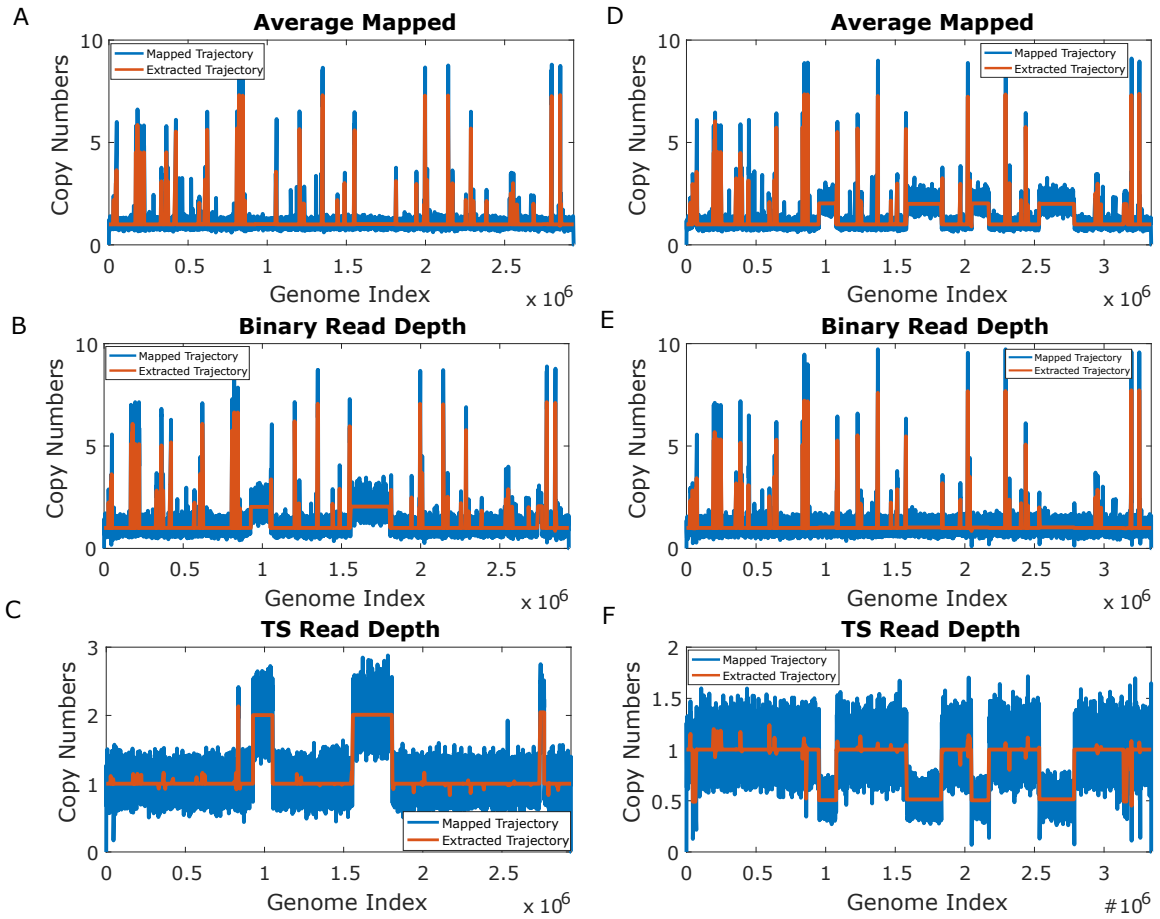 A
Average Mapped
Copy Numbers
10
5
0
Mapped Trajectory
Extracted Trajectory
0 0.5 1 1.5 2 2.5
Genome Index
x 10^6
D
Average Mapped
Copy Numbers
10
5
0
Mapped Trajectory
Extracted Trajectory
0 0.5 1 1.5 2 2.5 3
Genome Index
x 10^6
B
Binary Read Depth
Copy Numbers
10
5
0
Mapped Trajectory
Extracted Trajectory
0 0.5 1 1.5 2 2.5
Genome Index
x 10^6
E
Binary Read Depth
Copy Numbers
10
5
0
Mapped Trajectory
Extracted Trajectory
0 0.5 1 1.5 2 2.5 3
Genome Index
x 10^6
C
TS Read Depth
Copy Numbers
3
2
1
0
Mapped Trajectory
Extracted Trajectory
0 0.5 1 1.5 2 2.5
Genome Index
x 10^6
F
TS Read Depth
Copy Numbers
2
1.5
1
0.5
0
Mapped Trajectory
Extracted Trajectory
0 0.5 1 1.5 2 2.5 3
Genome Index
#10^6